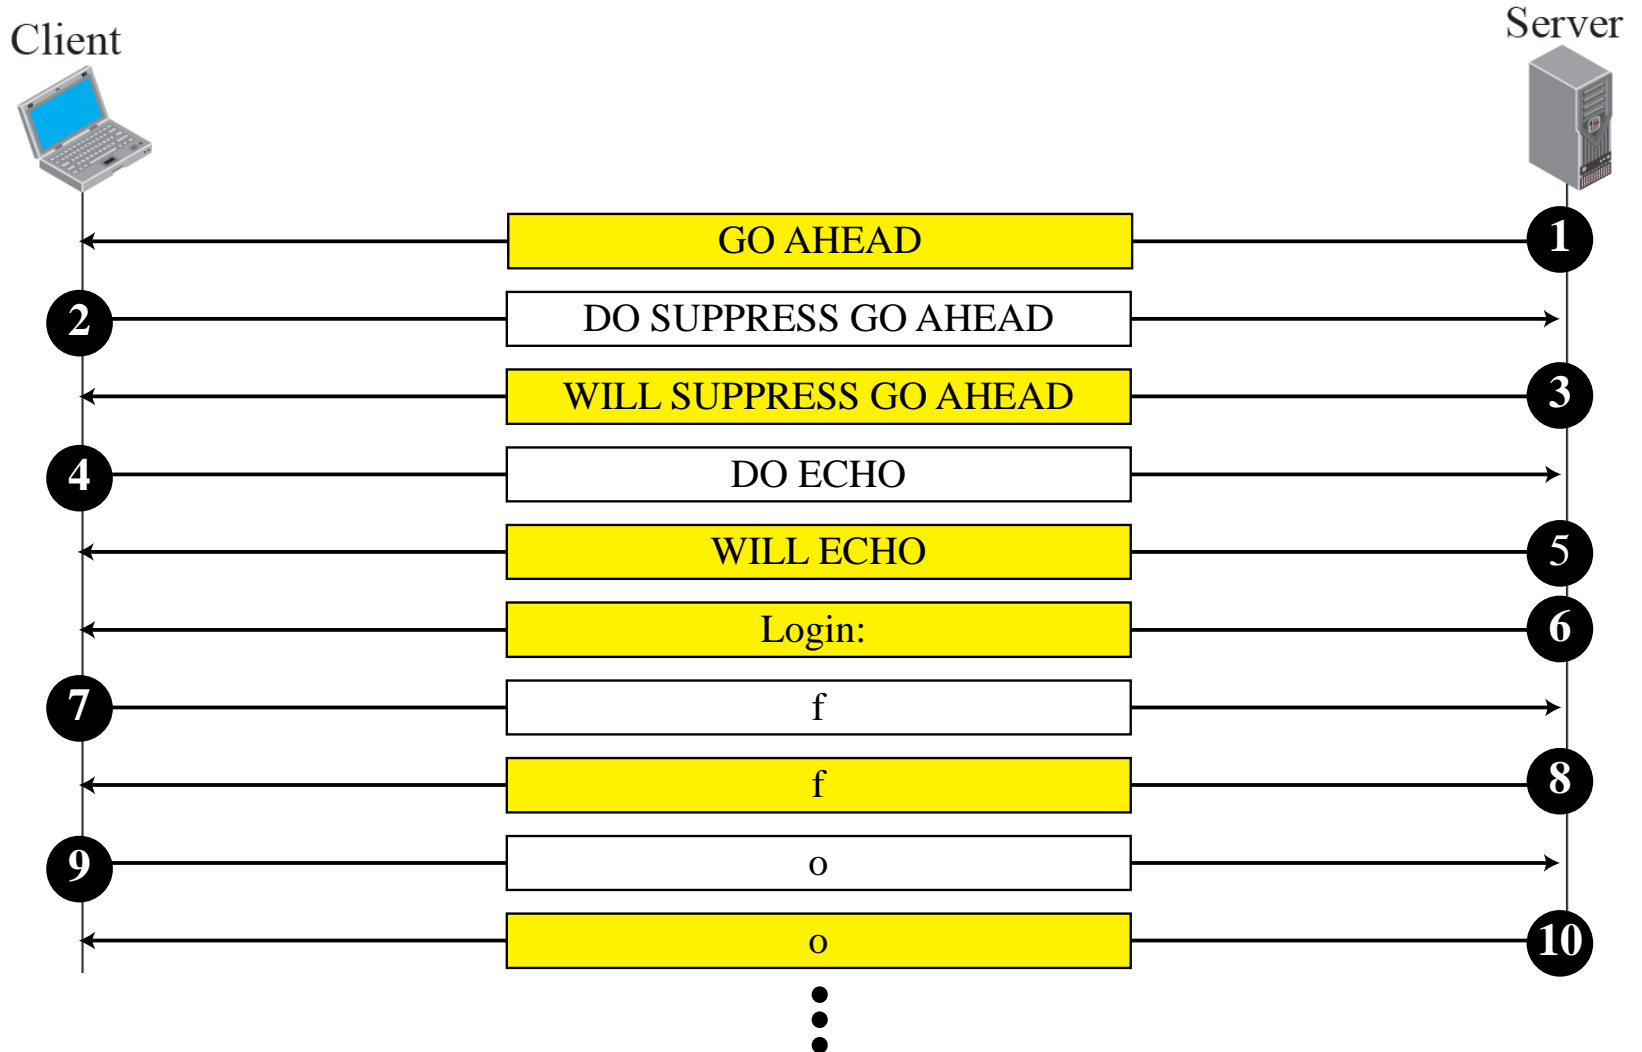 Client
Server
GO AHEAD
1
2
DO SUPPRESS GO AHEAD
WILL SUPPRESS GO AHEAD
3
4
DO ECHO
WILL ECHO
5
Login:
6
7
f
f
8
9
o
o
10